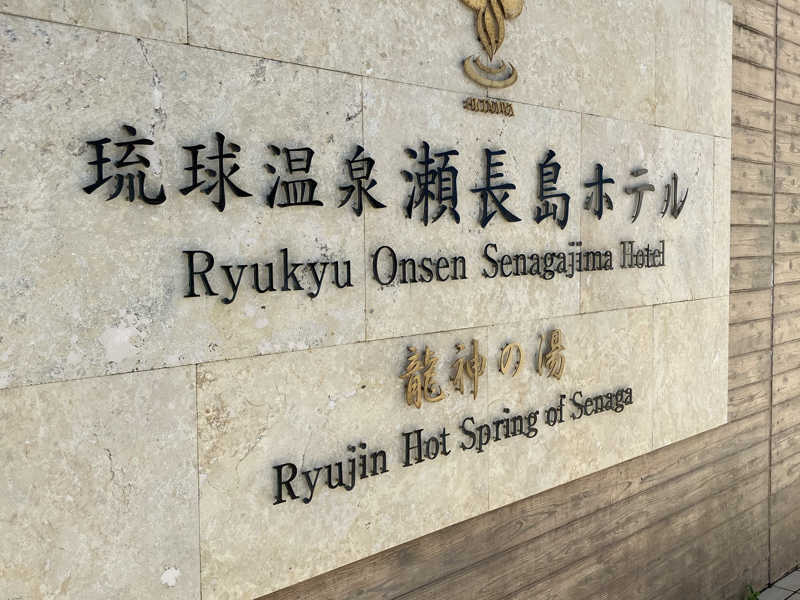 琉球温泉 瀬長島ホテル
Ryukyu Onsen Senagajima Hotel
龍神の湯
Ryujin Hot Spring of Senaga